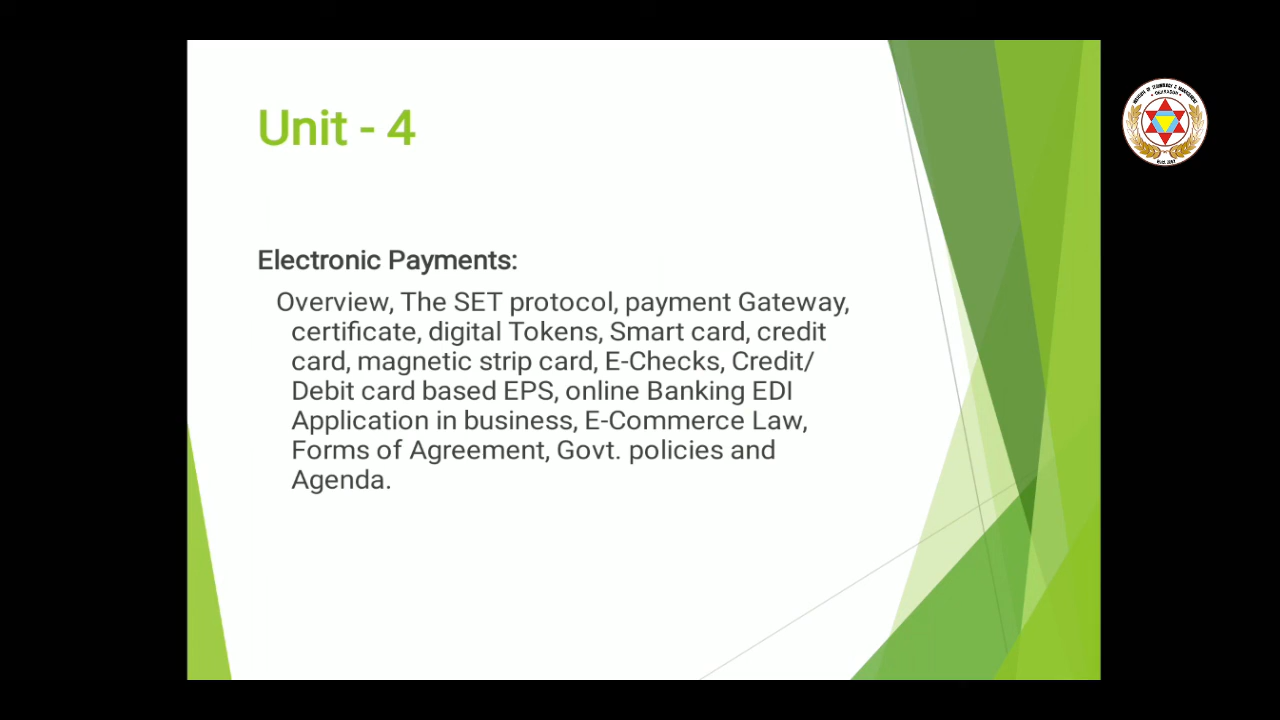 Unit - 4
Electronic Payments:
Overview, The SET protocol, payment Gateway,
certificate, digital Tokens, Smart card, credit
card, magnetic strip card, E-Checks, Credit/
Debit card based EPS, online Banking EDI
Application in business, E-Commerce Law,
Forms of Agreement, Govt. policies and
Agenda.